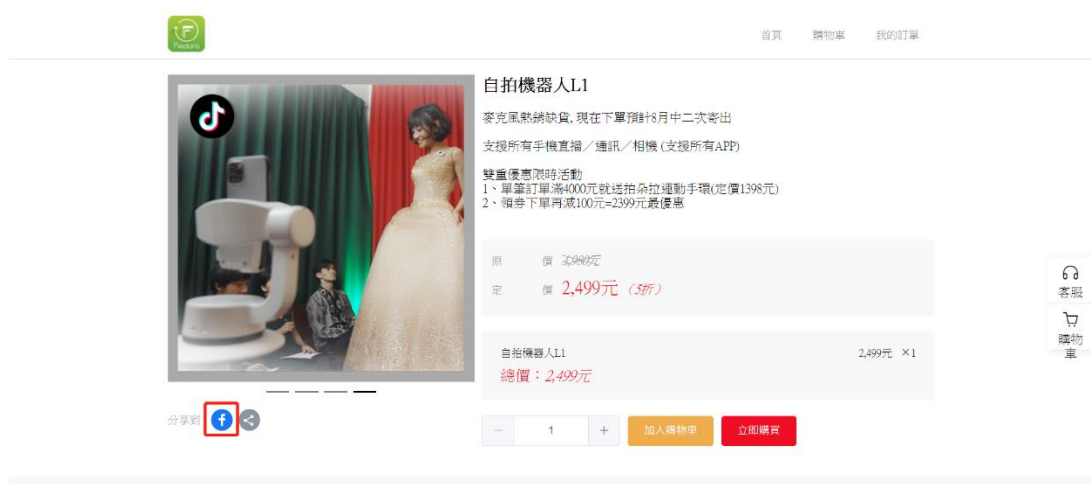 Fiedora
首頁
購物車
我的訂單
自拍機器人L1
麥克風熱銷缺貨, 現在下單預計8月中二次寄出
支援所有手機直播／通訊／相機 (支援所有APP)
雙重優惠限時活動
1、單筆訂單滿4000元就送拍朵拉運動手環(定價1398元)
2、領券下單再減100元=2399元最優惠
原 價
定 價 2,499元（5折）
自拍機器人L1 2,499元 ×1
總價：2,499元
分享到
－ 1 ＋ 加入購物車 立即購買
客服
購物
車